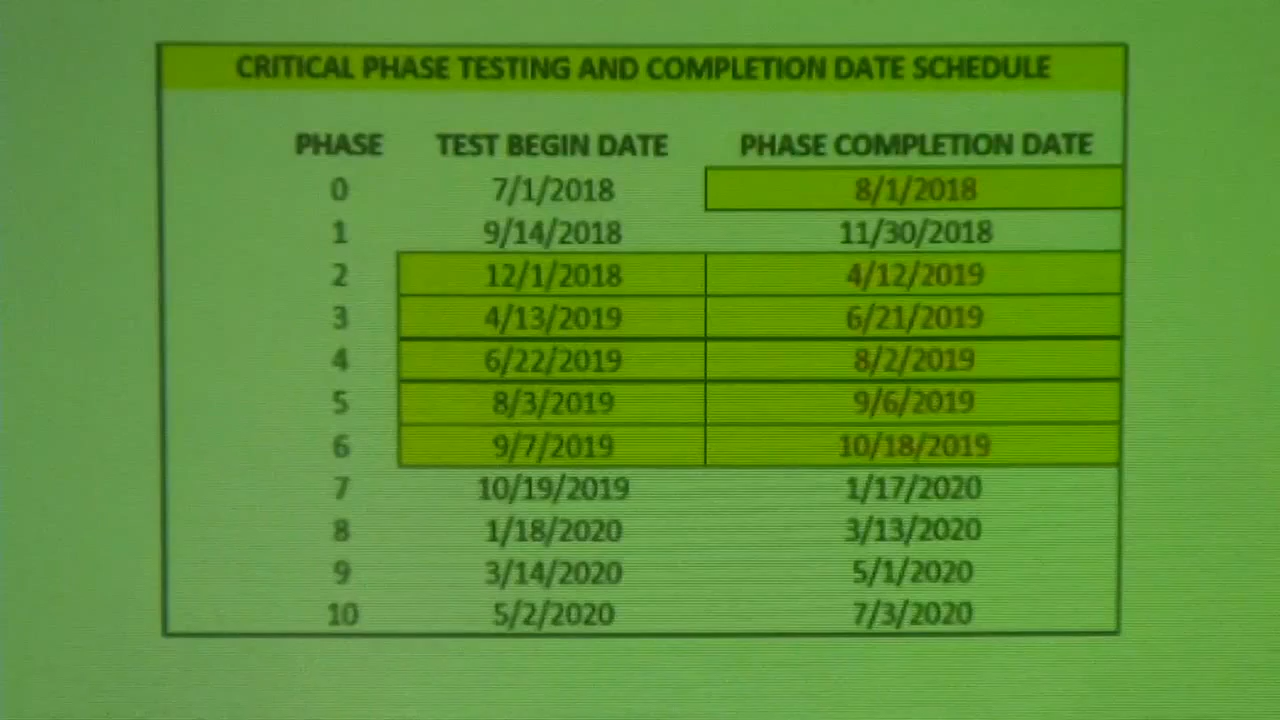 CRITICAL PHASE TESTING AND COMPLETION DATE SCHEDULE
PHASE TEST BEGIN DATE PHASE COMPLETION DATE
0 7/1/2018 8/1/2018
1 9/14/2018 11/30/2018
2 12/1/2018 4/12/2019
3 4/13/2019 6/21/2019
4 6/22/2019 8/2/2019
5 8/3/2019 9/6/2019
6 9/7/2019 10/18/2019
7 10/19/2019 1/17/2020
8 1/18/2020 3/13/2020
9 3/14/2020 5/1/2020
10 5/2/2020 7/3/2020